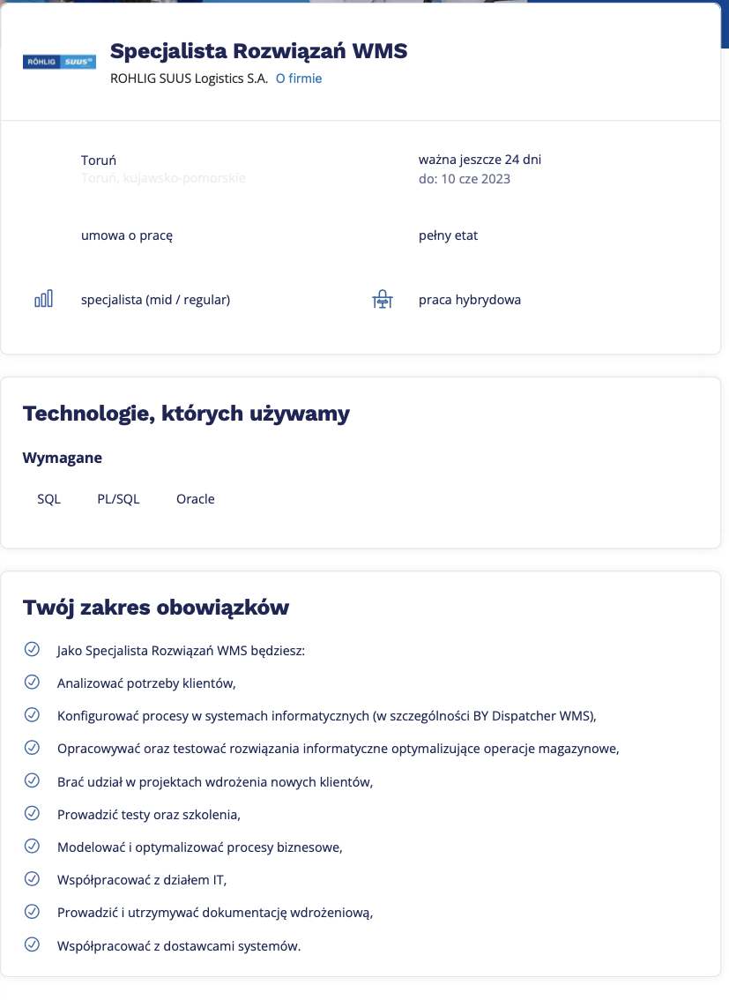 RÖHLIG SUUS
Specjalista Rozwiązań WMS
ROHLIG SUUS Logistics S.A. O firmie
Toruń
Toruń, kujawsko-pomorskie
ważna jeszcze 24 dni
do: 10 cze 2023
umowa o pracę
pełny etat
specjalista (mid / regular)
praca hybrydowa
Technologie, których używamy
Wymagane
SQL PL/SQL Oracle
Twój zakres obowiązków
Jako Specjalista Rozwiązań WMS będziesz:
Analizować potrzeby klientów,
Konfigurować procesy w systemach informatycznych (w szczególności BY Dispatcher WMS),
Opracowywać oraz testować rozwiązania informatyczne optymalizujące operacje magazynowe,
Brać udział w projektach wdrożenia nowych klientów,
Prowadzić testy oraz szkolenia,
Modelować i optymalizować procesy biznesowe,
Współpracować z działem IT,
Prowadzić i utrzymywać dokumentację wdrożeniową,
Współpracować z dostawcami systemów.